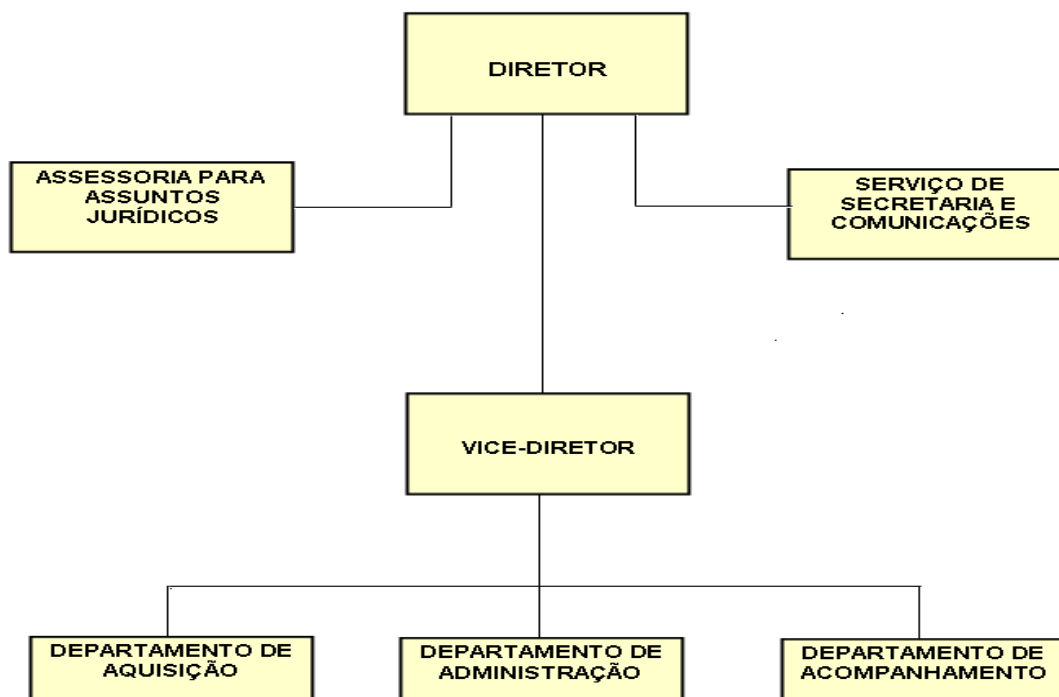 DIRETOR
ASSESSORIA PARA
ASSUNTOS
JURÍDICOS
SERVIÇO DE
SECRETARIA E
COMUNICAÇÕES
VICE-DIRETOR
DEPARTAMENTO DE
AQUISIÇÃO
DEPARTAMENTO DE
ADMINISTRAÇÃO
DEPARTAMENTO DE
ACOMPANHAMENTO